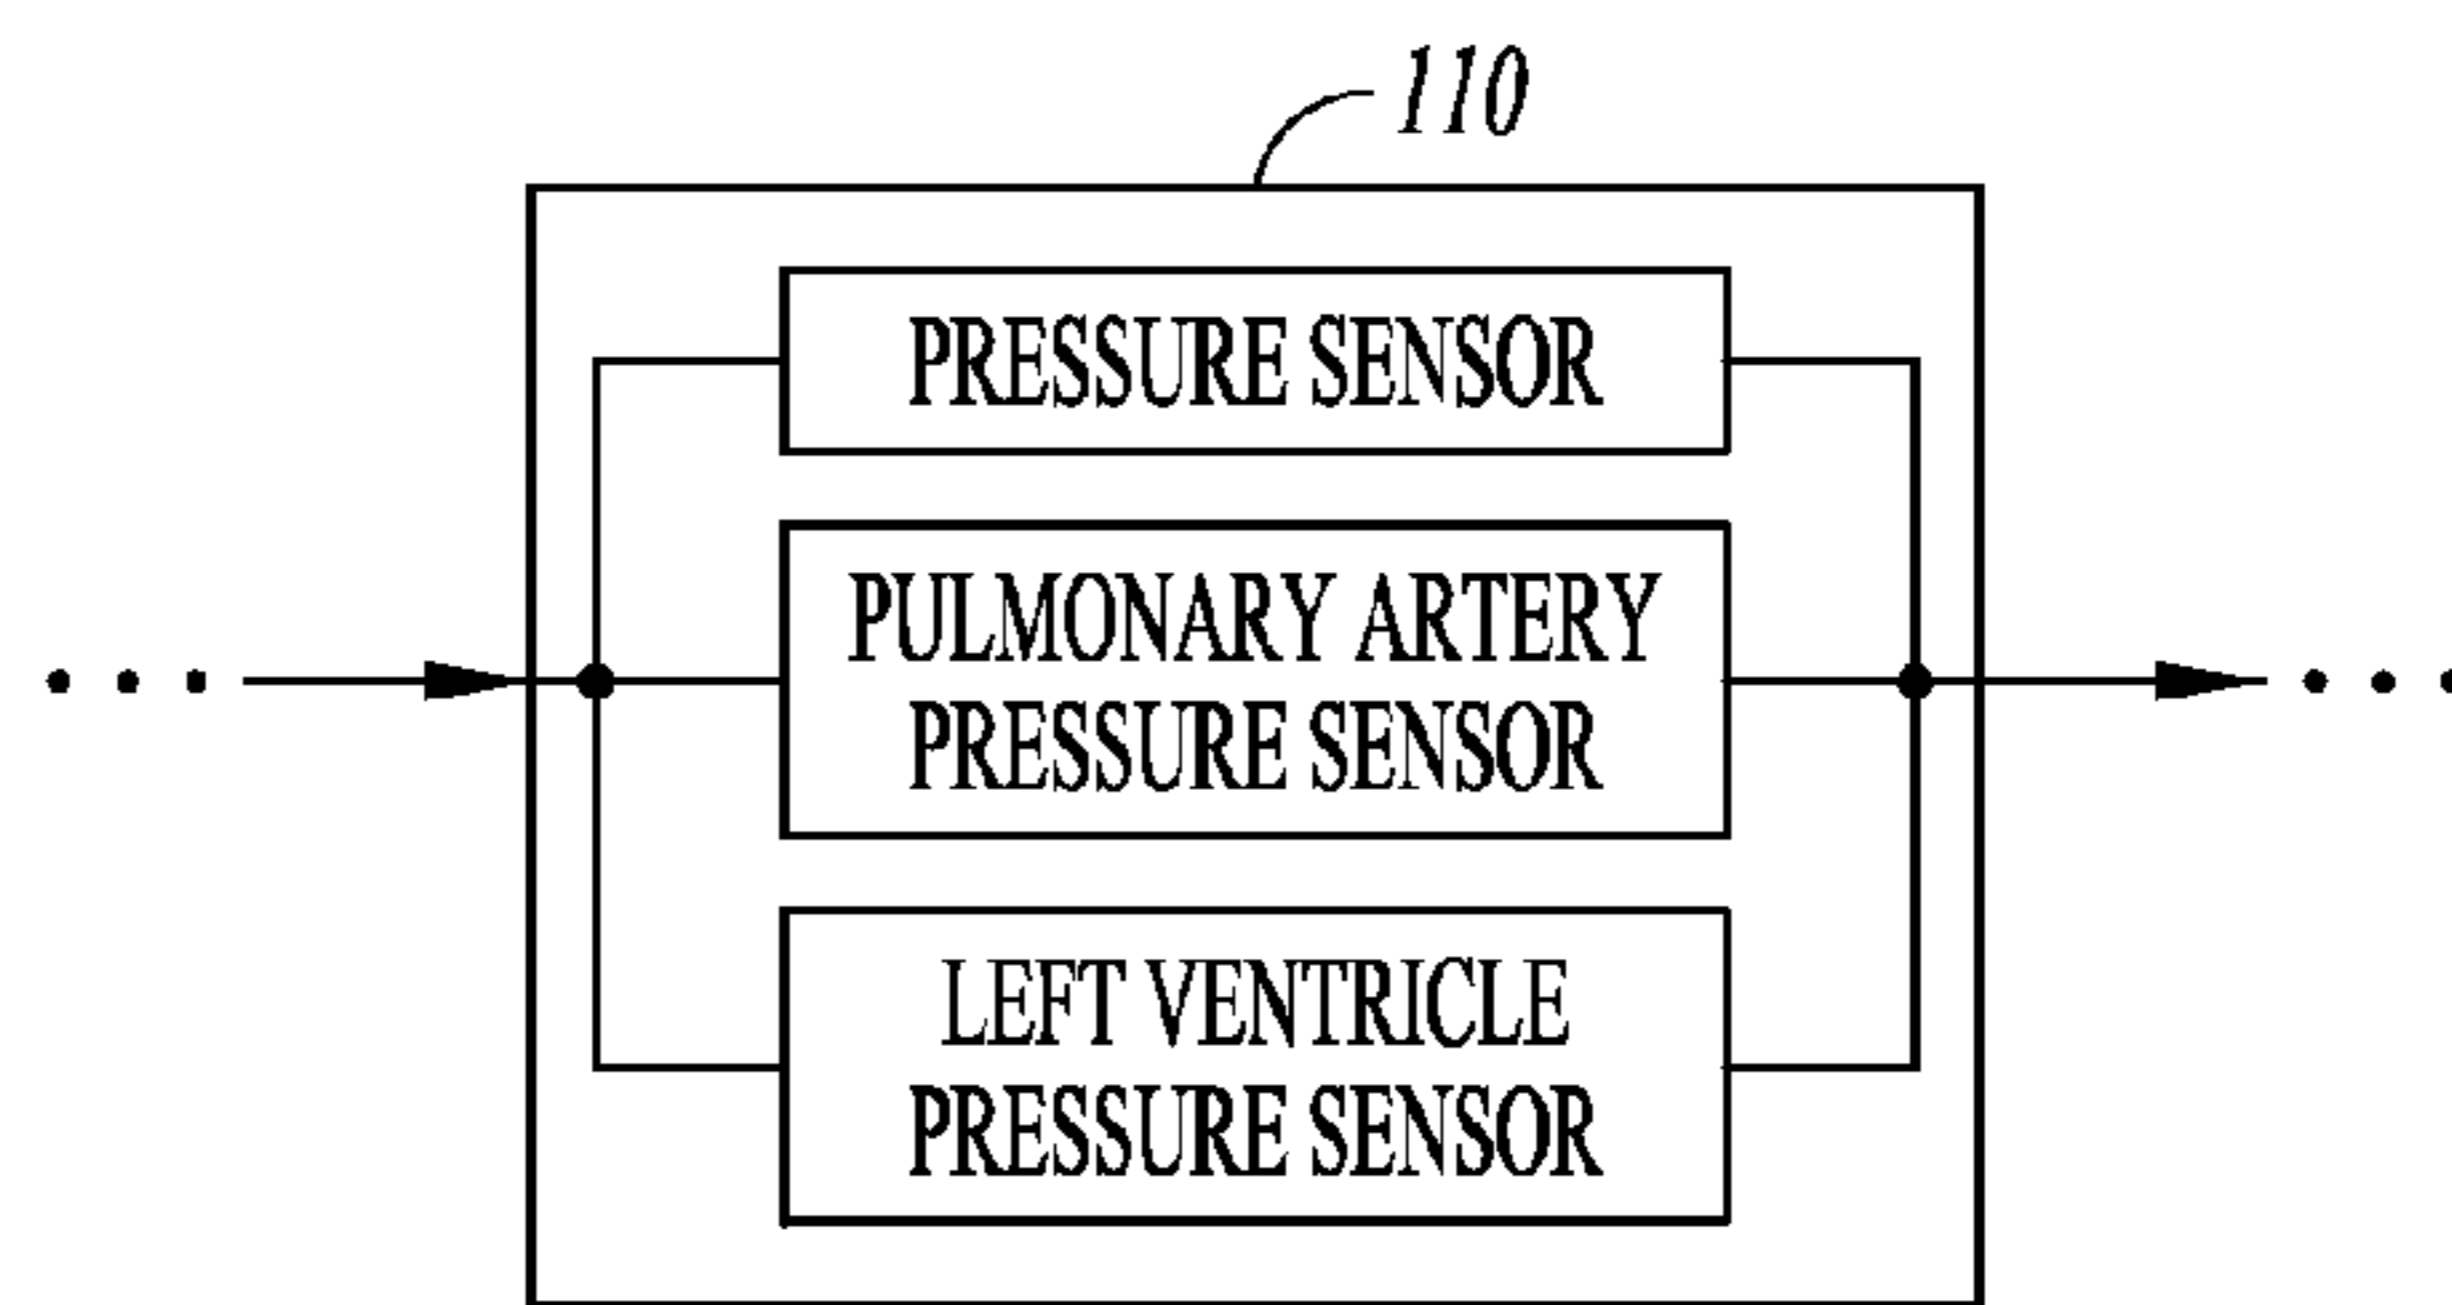 110
PRESSURE SENSOR
PULMONARY ARTERY
PRESSURE SENSOR
LEFT VENTRICLE
PRESSURE SENSOR